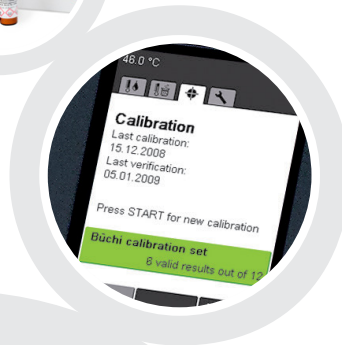 46.0 °C
Calibration
Last calibration:
15.12.2008
Last verification:
05.01.2009
Press START for new calibration
Büchi calibration set
6 valid results out of 12